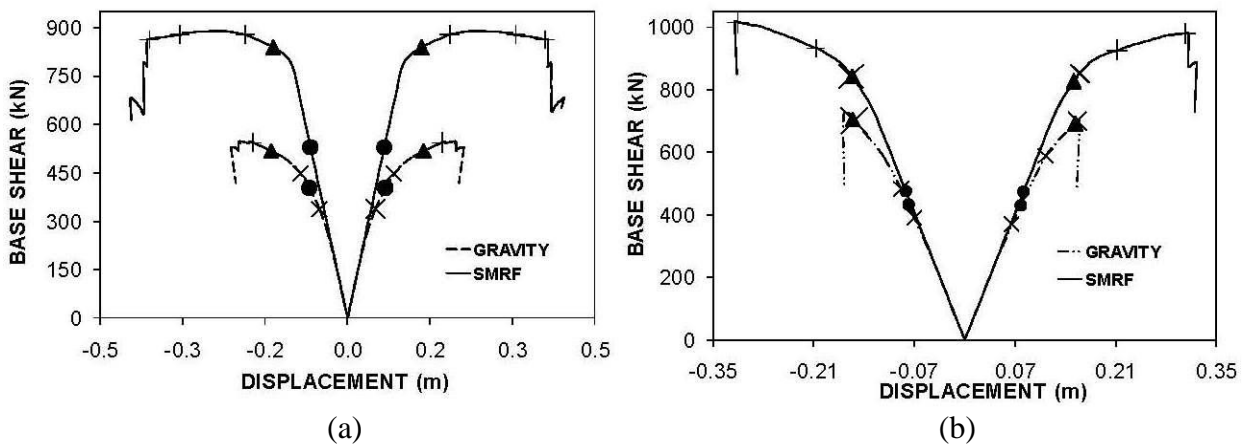 BASE SHEAR (kN)
900
750
600
450
300
150
0
GRAVITY
SMRF
-0.5
-0.3
-0.2
0.0
0.2
0.3
0.5
DISPLACEMENT (m)
(a)
BASE SHEAR (kN)
1000
800
600
400
200
0
GRAVITY
SMRF
-0.35
-0.21
-0.07
0.07
0.21
0.35
DISPLACEMENT (m)
(b)